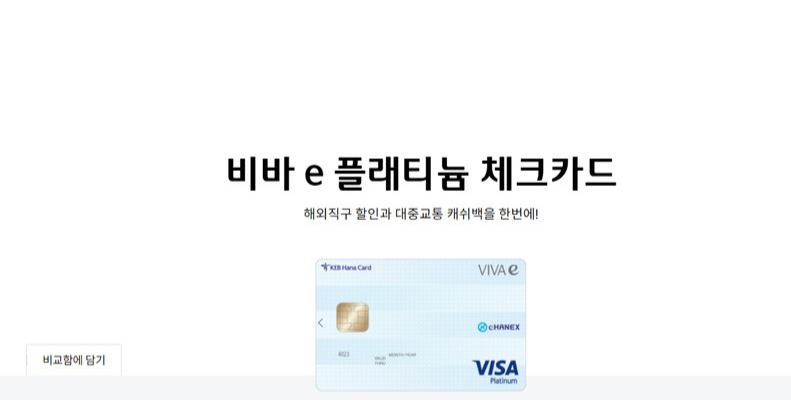 비바 e 플래티늄 체크카드
해외직구 할인과 대중교통 캐쉬백을 한번에!
KEB Hana Card
VIVA e
CHANEX
4023
MONTH/YEAR
VALID
THRU
VISA
Platinum
비교함에 담기